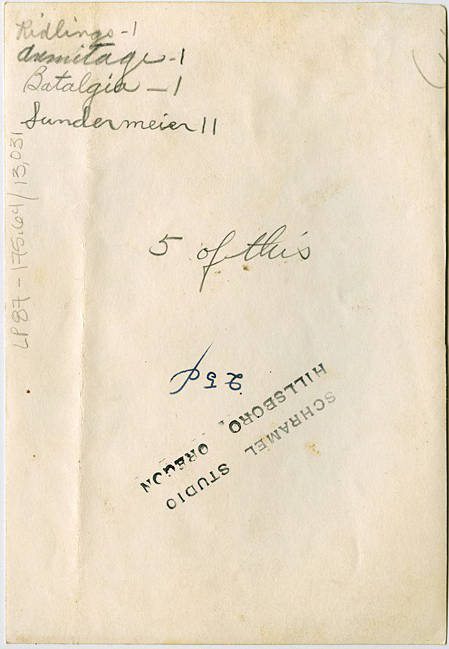 Ridlings-1
Armitage-1
Batalgia-1
Sundermeier 11
LP87-175.64/13,031
5 of this
25¢
SCHRAMEL STUDIO
HILLSBORO, OREGON